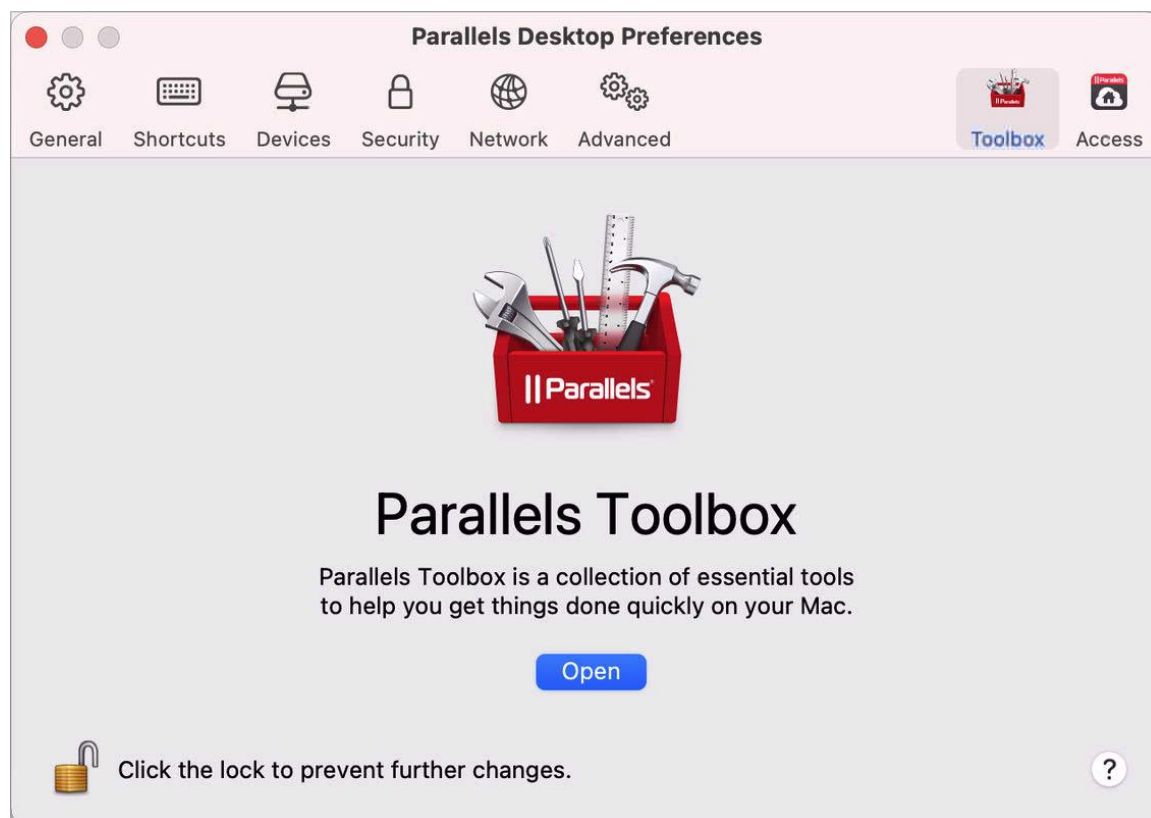 Parallels Desktop Preferences
General Shortcuts Devices Security Network Advanced Toolbox Access
|| Parallels
Parallels Toolbox
Parallels Toolbox is a collection of essential tools
to help you get things done quickly on your Mac.
Open
Click the lock to prevent further changes.
?